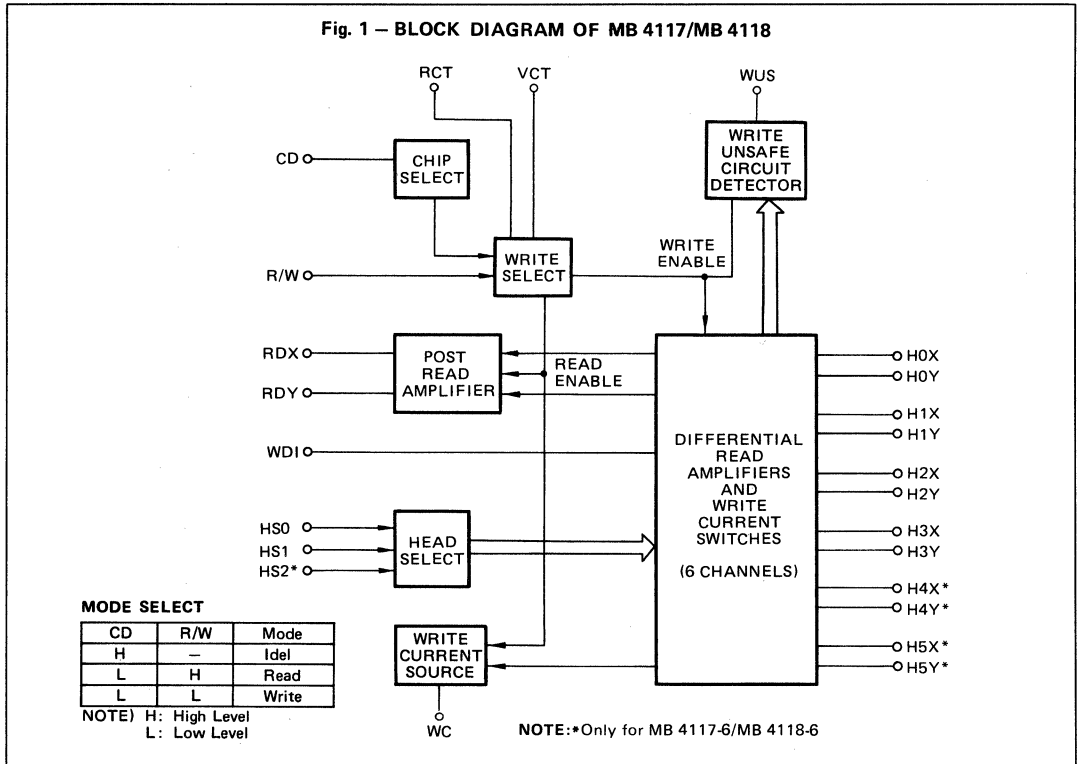 Fig. 1 — BLOCK DIAGRAM OF MB 4117/MB 4118
RCT
VCT
WUS
CD
CHIP
SELECT
WRITE
UNSAFE
CIRCUIT
DETECTOR
R/W
WRITE
SELECT
WRITE
ENABLE
RDX
RDY
POST
READ
AMPLIFIER
READ
ENABLE
WDI
HS0
HS1
HS2*
HEAD
SELECT
DIFFERENTIAL
READ
AMPLIFIERS
AND
WRITE
CURRENT
SWITCHES
(6 CHANNELS)
H0X
H0Y
H1X
H1Y
H2X
H2Y
H3X
H3Y
H4X*
H4Y*
H5X*
H5Y*
WRITE
CURRENT
SOURCE
WC
MODE SELECT
CD R/W Mode
H — Idel
L H Read
L L Write
NOTE) H: High Level
L: Low Level
NOTE:*Only for MB 4117-6/MB 4118-6